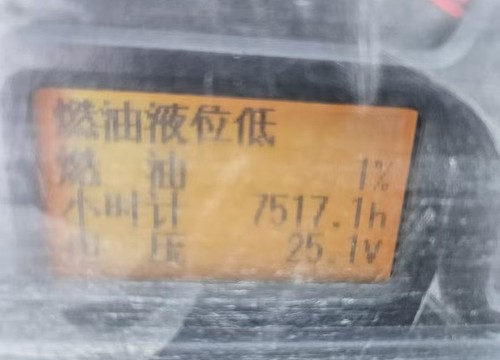 燃油液位低
燃油 1%
小时计 7517.1h
电压 25.1V